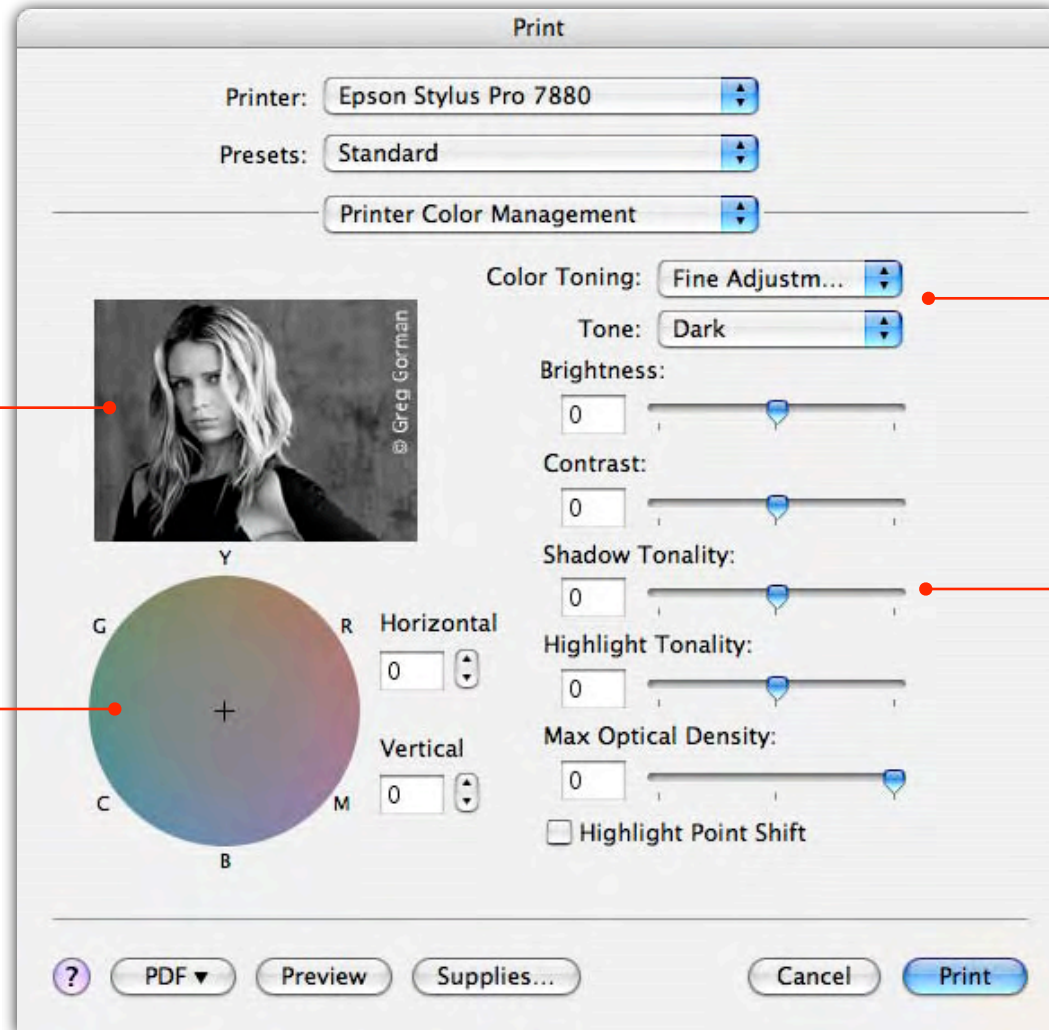 Print
Printer: Epson Stylus Pro 7880
Presets: Standard
Printer Color Management
Color Toning: Fine Adjustm...
Tone: Dark
© Greg Gorman
Brightness:
0
Contrast:
0
Shadow Tonality:
0
Highlight Tonality:
0
Max Optical Density:
0
Highlight Point Shift
Y
G R
C M
B
Horizontal
0
Vertical
0
? PDF ▼ Preview Supplies... Cancel Print